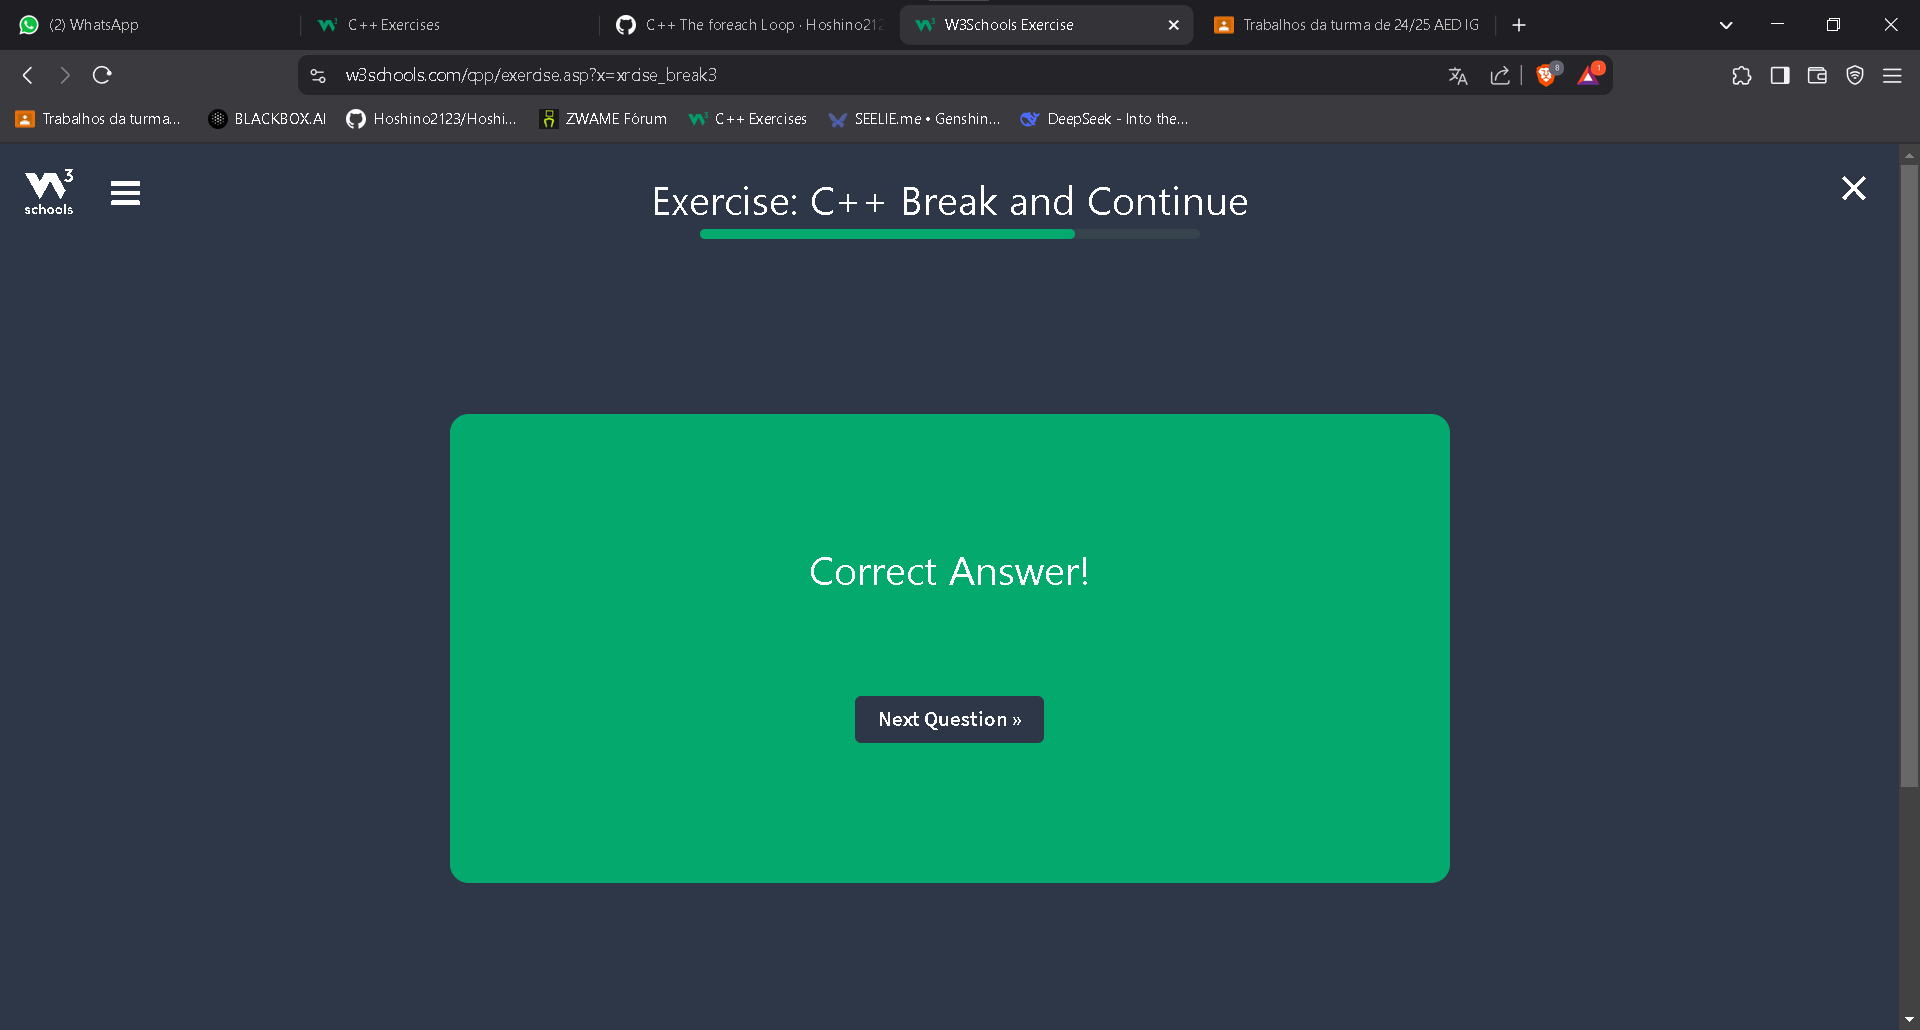 (2) WhatsApp
C++ Exercises
C++ The foreach Loop · Hoshino212
W3Schools Exercise
Trabalhos da turma de 24/25 AED IG
w3schools.com/cpp/exercise.asp?x=xrcise_break3
8
1
Trabalhos da turma...
BLACKBOX.AI
Hoshino2123/Hoshi...
ZWAME Fórum
C++ Exercises
SEELIE.me • Genshin...
DeepSeek - Into the...
W3
schools
Exercise: C++ Break and Continue
Correct Answer!
Next Question »